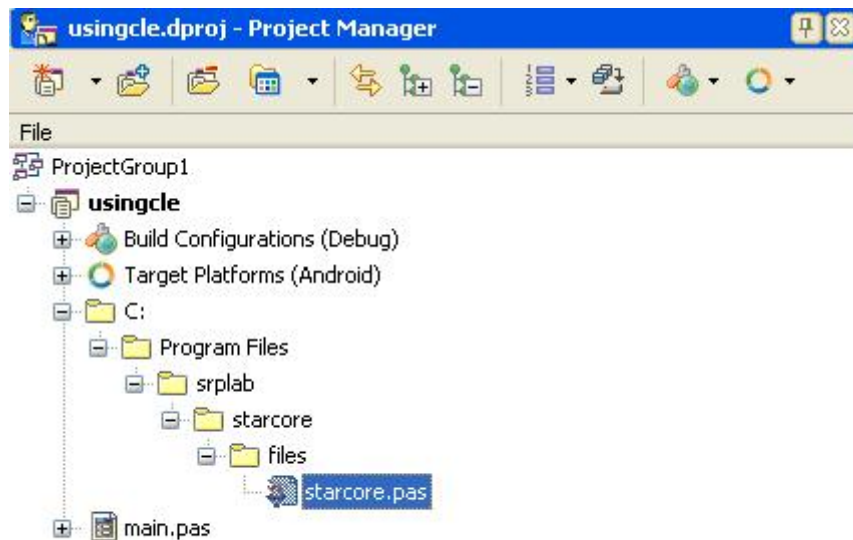 usingcle.dproj - Project Manager
File
ProjectGroup1
usingcle
Build Configurations (Debug)
Target Platforms (Android)
C:
Program Files
srplab
starcore
files
starcore.pas
main.pas